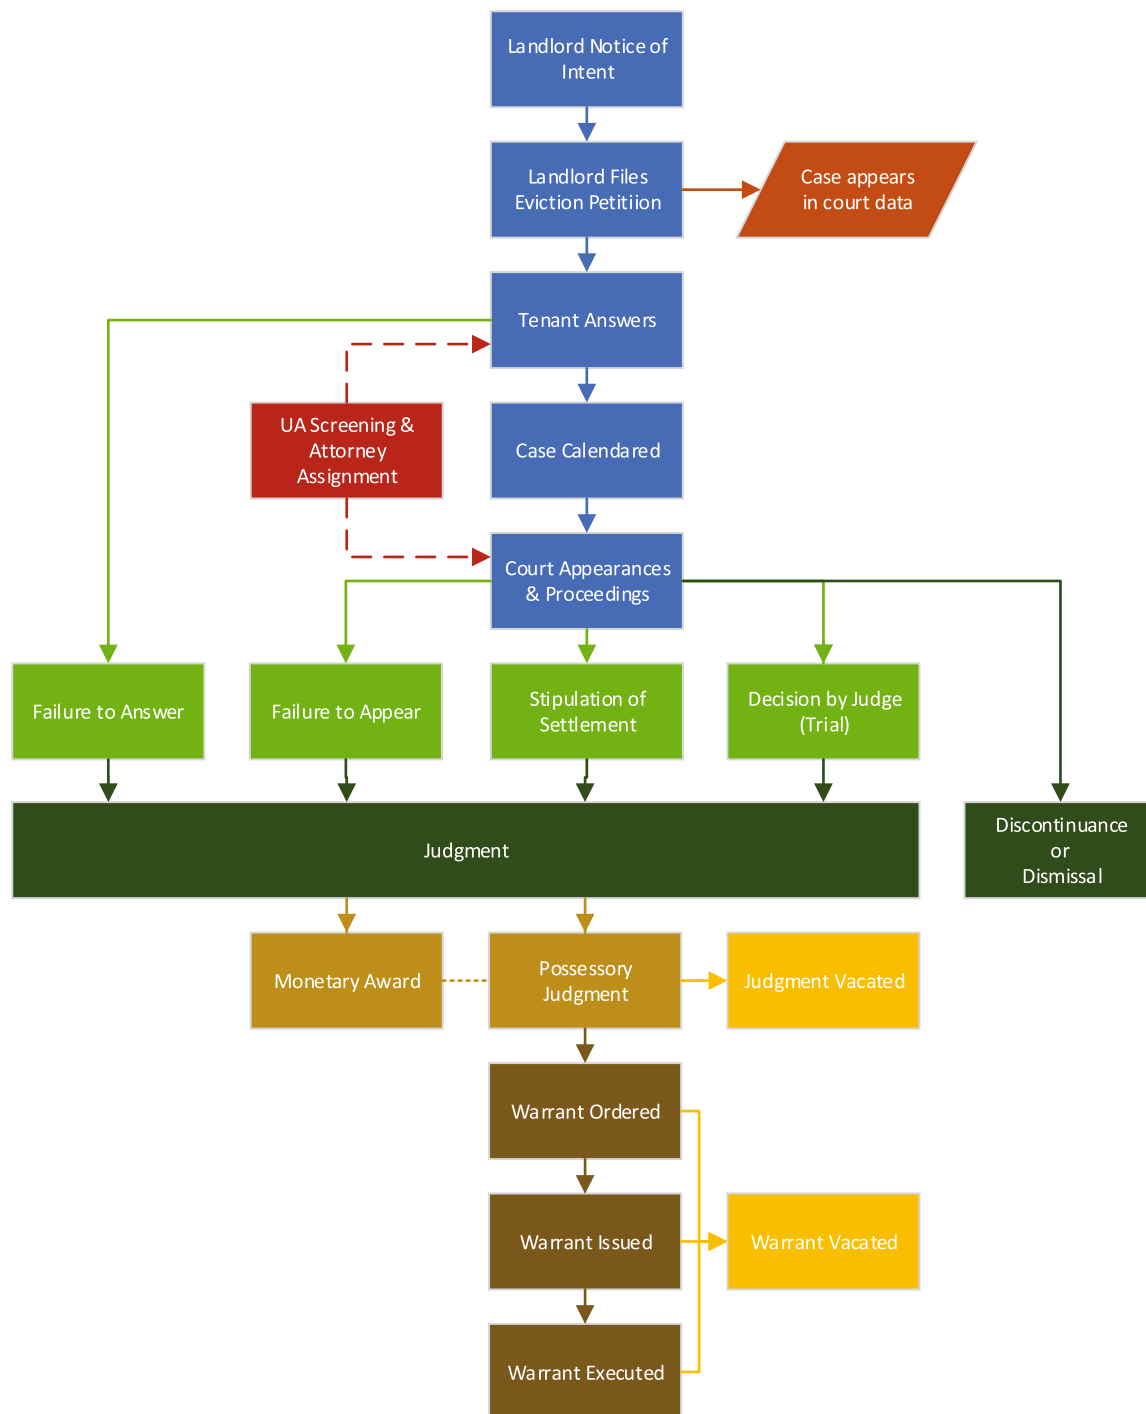 Landlord Notice of
Intent
Landlord Files
Eviction Petitiion
Case appears
in court data
Tenant Answers
UA Screening &
Attorney
Assignment
Case Calendared
Court Appearances
& Proceedings
Failure to Answer
Failure to Appear
Stipulation of
Settlement
Decision by Judge
(Trial)
Judgment
Discontinuance
or
Dismissal
Monetary Award
Possessory
Judgment
Judgment Vacated
Warrant Ordered
Warrant Issued
Warrant Vacated
Warrant Executed